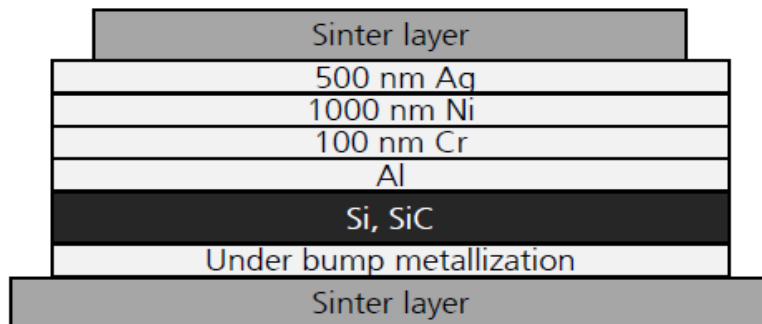 Sinter layer
500 nm Ag
1000 nm Ni
100 nm Cr
Al
Si, SiC
Under bump metallization
Sinter layer